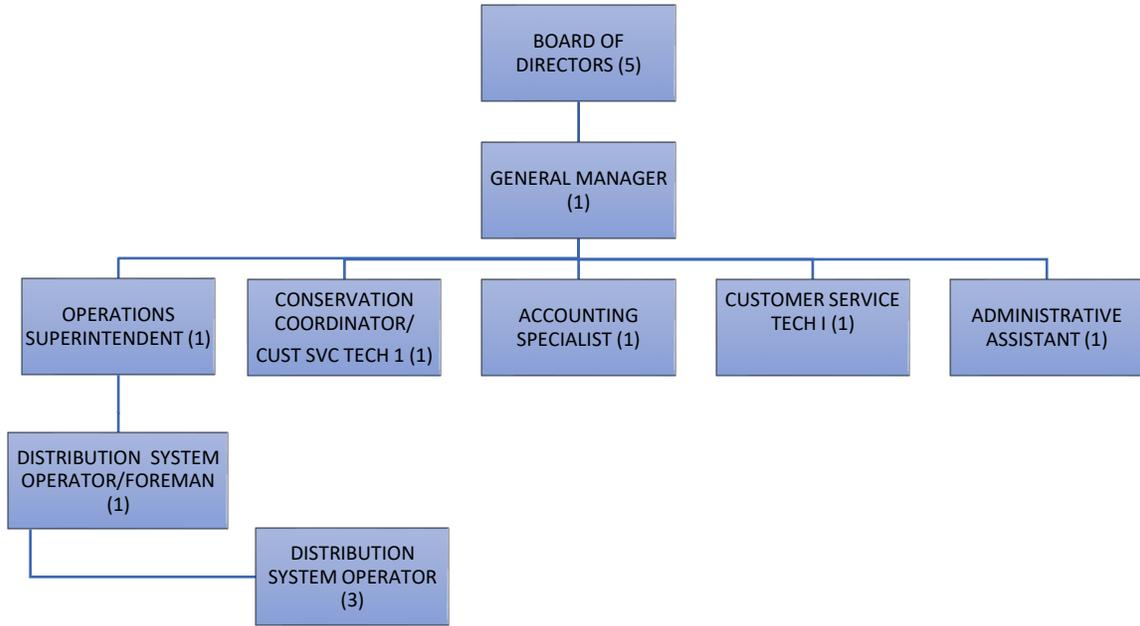 BOARD OF
DIRECTORS (5)
GENERAL MANAGER
(1)
OPERATIONS
SUPERINTENDENT (1)
CONSERVATION
COORDINATOR/
CUST SVC TECH 1 (1)
ACCOUNTING
SPECIALIST (1)
CUSTOMER SERVICE
TECH I (1)
ADMINISTRATIVE
ASSISTANT (1)
DISTRIBUTION SYSTEM
OPERATOR/FOREMAN
(1)
DISTRIBUTION
SYSTEM OPERATOR
(3)